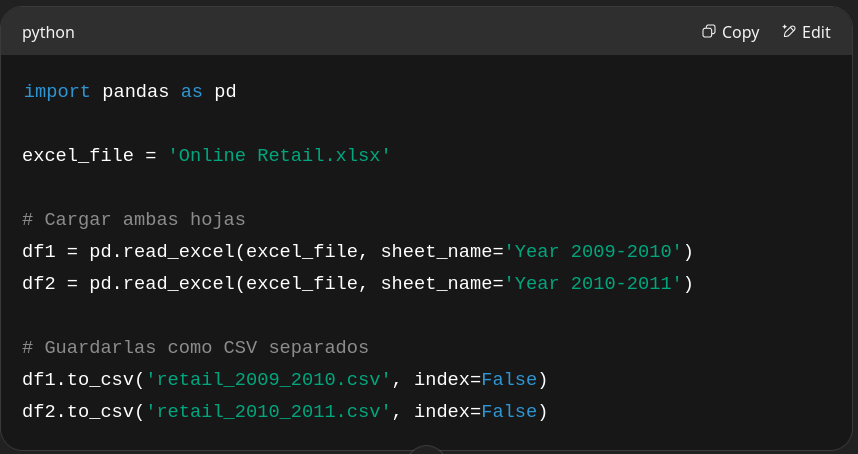 python
Copy
Edit
import pandas as pd
excel_file = 'Online Retail.xlsx'
# Cargar ambas hojas
df1 = pd.read_excel(excel_file, sheet_name='Year 2009-2010')
df2 = pd.read_excel(excel_file, sheet_name='Year 2010-2011')
# Guardarlas como CSV separados
df1.to_csv('retail_2009_2010.csv', index=False)
df2.to_csv('retail_2010_2011.csv', index=False)